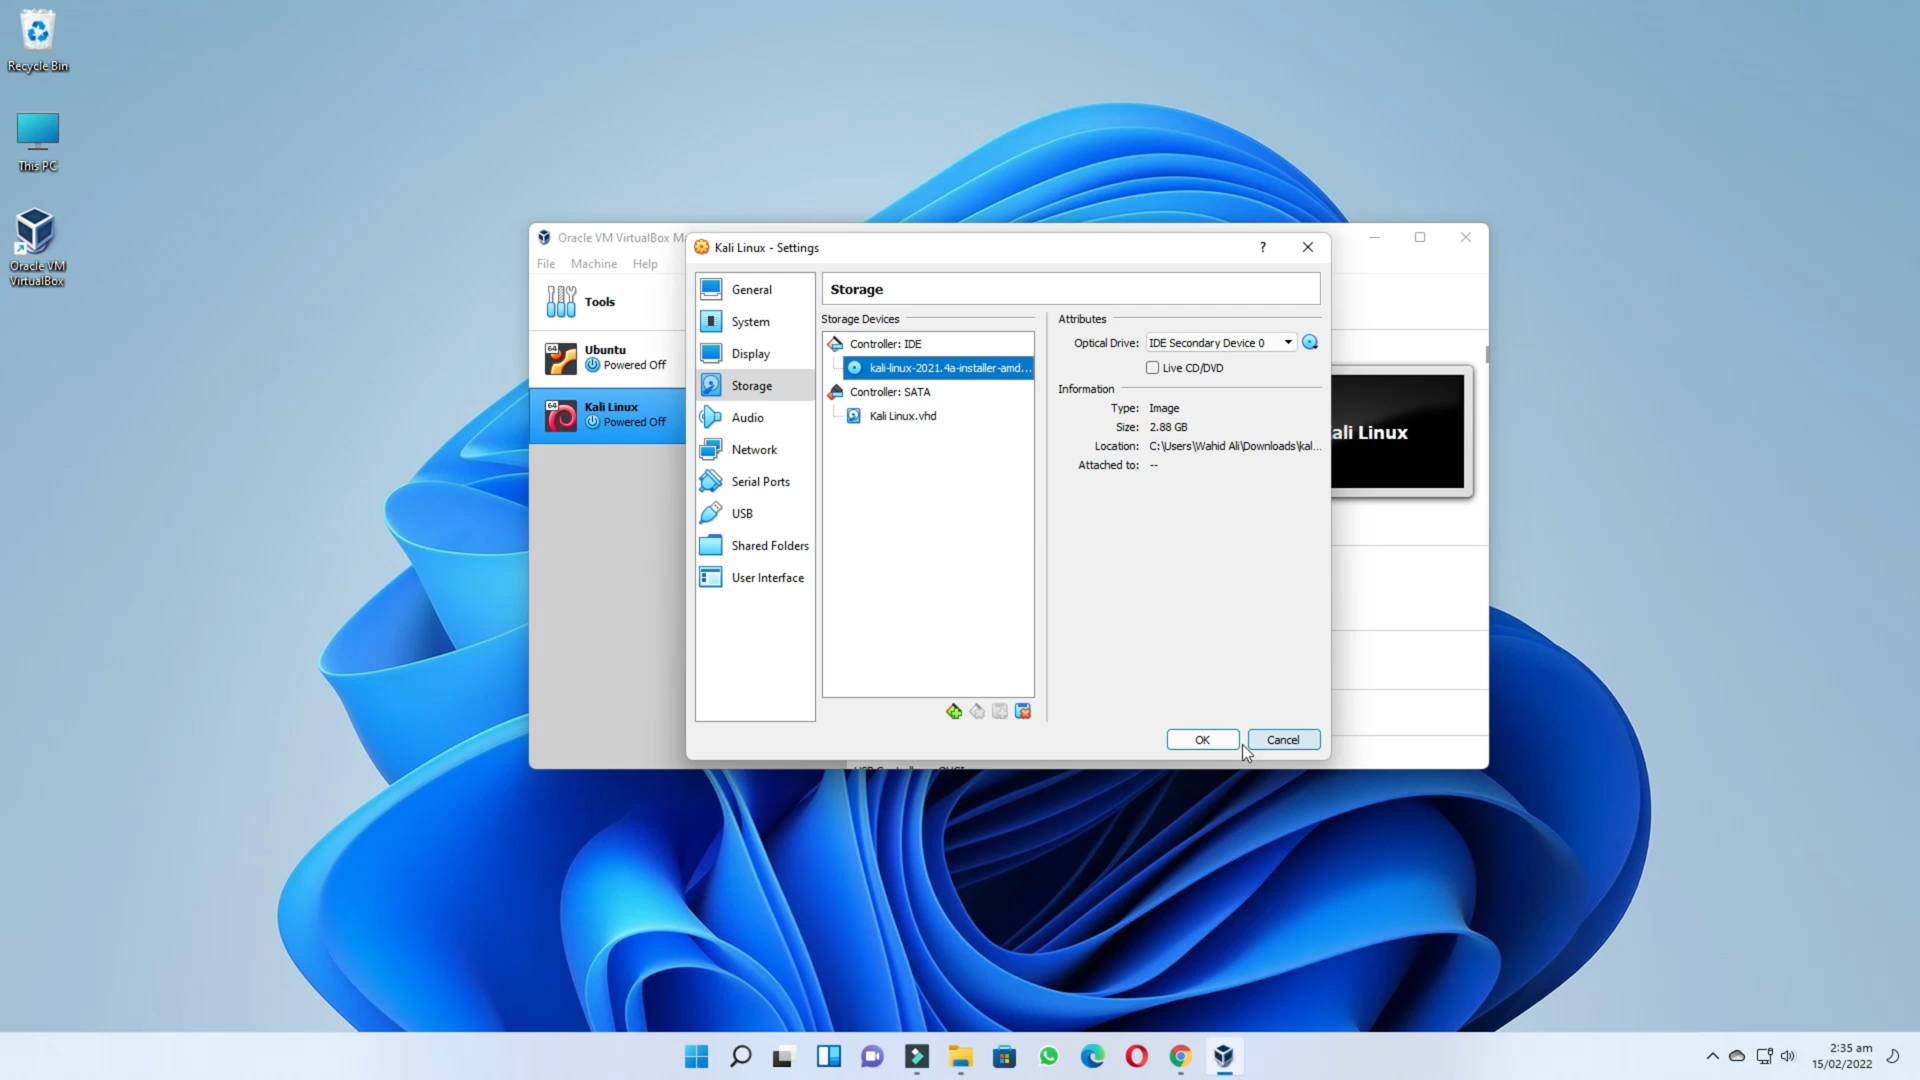 Recycle Bin
This PC
Oracle VM
VirtualBox
Oracle VM VirtualBox Ma
File Machine Help
Tools
64
Ubuntu
Powered Off
64
Kali Linux
Powered Off
Kali Linux - Settings
?
General
System
Display
Storage
Audio
Network
Serial Ports
USB
Shared Folders
User Interface
Storage
Storage Devices
Controller: IDE
kali-linux-2021.4a-installer-amd...
Controller: SATA
Kali Linux.vhd
Attributes
Optical Drive: IDE Secondary Device 0
Live CD/DVD
Information
Type: Image
Size: 2.88 GB
Location: C:\Users\Wahid Ali\Downloads\kal...
Attached to: --
OK
Cancel
ali Linux
2:35 am
15/02/2022